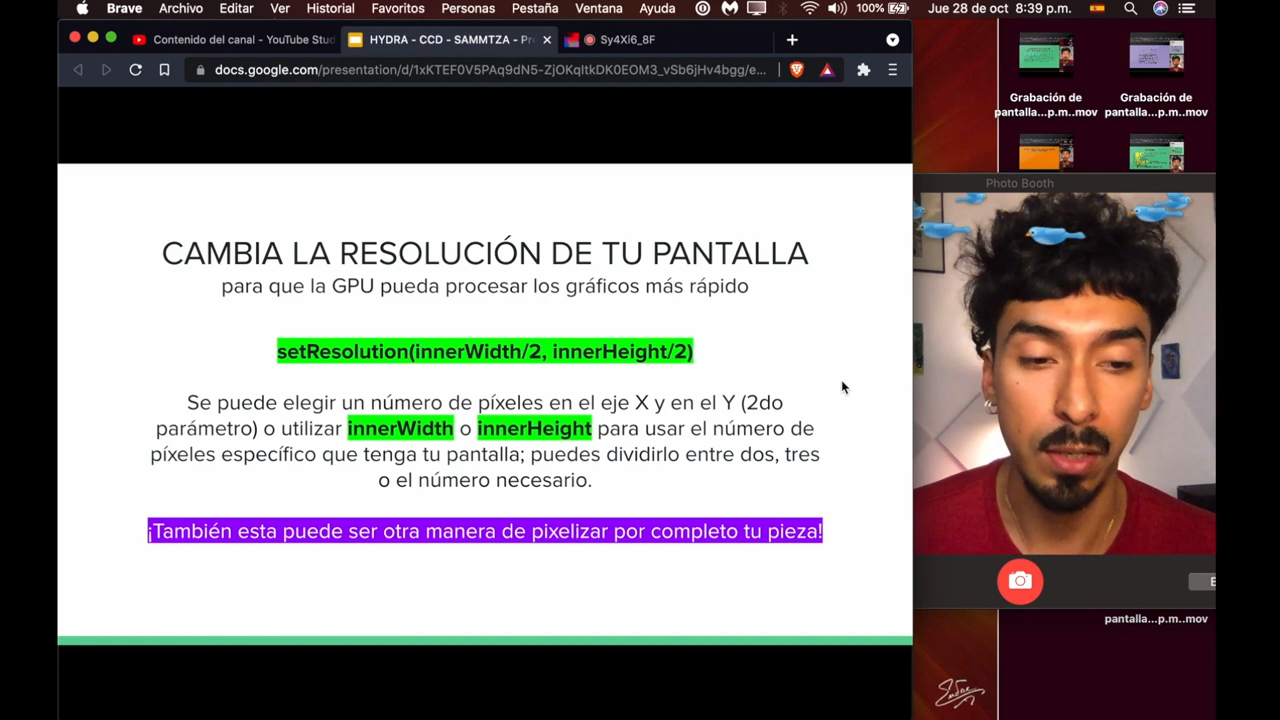 Brave Archivo Editar Ver Historial Favoritos Personas Pestaña Ventana Ayuda 100% Jue 28 de oct 8:39 p.m.
Contenido del canal - YouTube Stud
HYDRA - CCD - SAMMTZA - Pr
Sy4Xi6_8F
docs.google.com/presentation/d/1xKTEF0V5PAq9dN5-ZjOKqItkDK0EOM3_vSb6jHv4bgg/e...
Grabación de
pantalla...p.m..mov
Grabación de
pantalla...p.m..mov
Photo Booth
CAMBIA LA RESOLUCIÓN DE TU PANTALLA
para que la GPU pueda procesar los gráficos más rápido
setResolution(innerWidth/2, innerHeight/2)
Se puede elegir un número de píxeles en el eje X y en el Y (2do
parámetro) o utilizar innerWidth o innerHeight para usar el número de
píxeles específico que tenga tu pantalla; puedes dividirlo entre dos, tres
o el número necesario.
¡También esta puede ser otra manera de pixelizar por completo tu pieza!
pantalla...p.m..mov